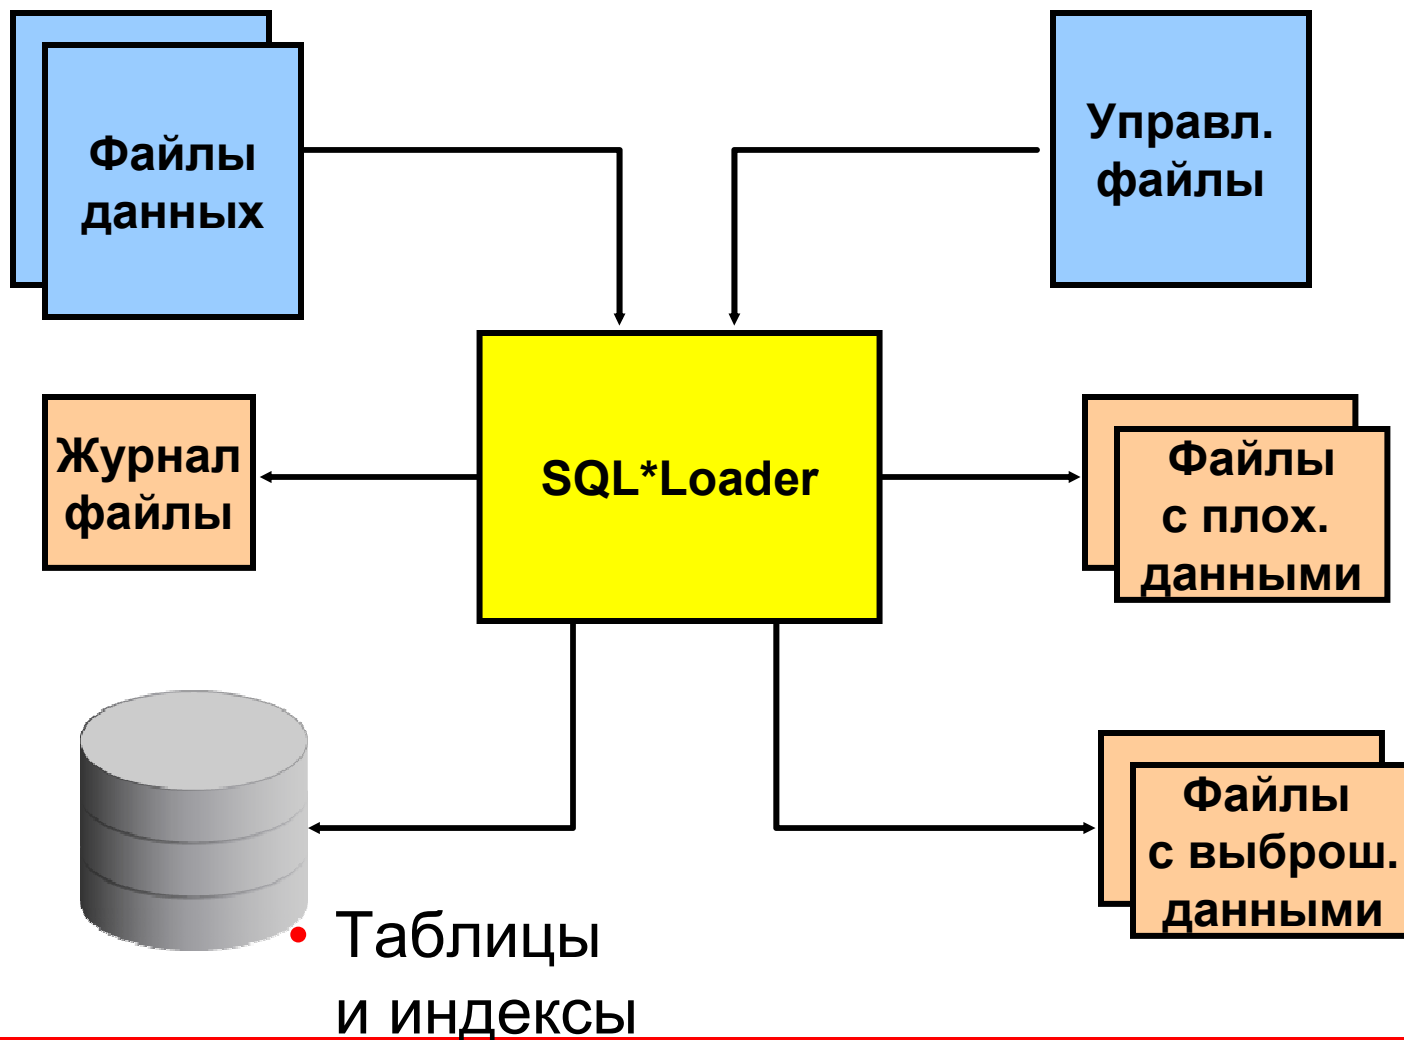 Файлы
данных
Управл.
файлы
Журнал
файлы
SQL*Loader
Файлы
с плох.
данными
Файлы
с выброш.
данными
• Таблицы
и индексы